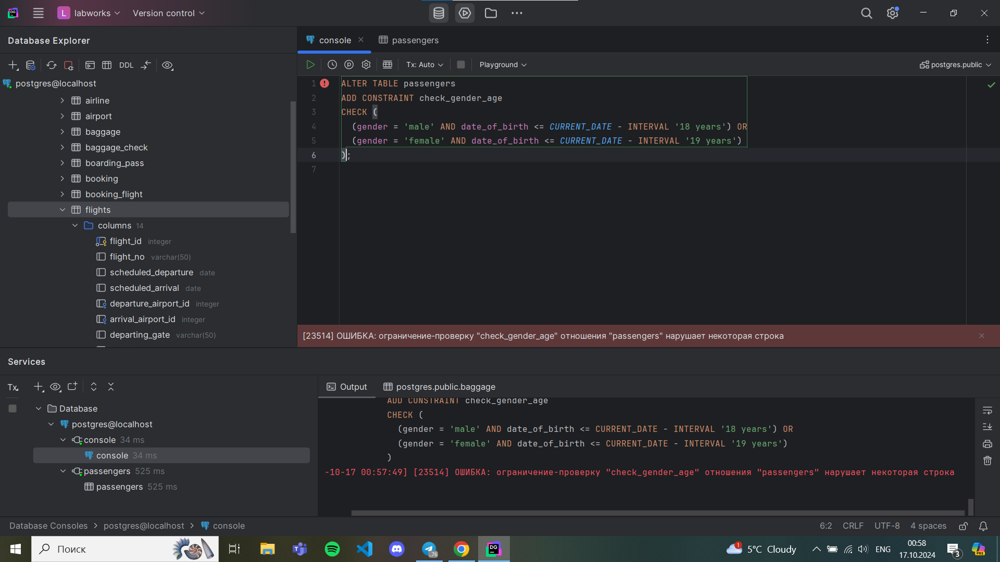 L labworks Version control
Database Explorer
console
passengers
DDL
Tx: Auto
Playground
postgres.public
postgres@localhost
airline
airport
baggage
baggage_check
boarding_pass
booking
booking_flight
flights
columns 14
flight_id integer
flight_no varchar(50)
scheduled_departure date
scheduled_arrival date
departure_airport_id integer
arrival_airport_id integer
departing_gate varchar(50)
1 ALTER TABLE passengers
2 ADD CONSTRAINT check_gender_age
3 CHECK (
4 (gender = 'male' AND date_of_birth <= CURRENT_DATE - INTERVAL '18 years') OR
5 (gender = 'female' AND date_of_birth <= CURRENT_DATE - INTERVAL '19 years')
6 );
7
[23514] ОШИБКА: ограничение-проверку "check_gender_age" отношения "passengers" нарушает некоторая строка
Services
Tx
Database
postgres@localhost
console 34 ms
console 34 ms
passengers 525 ms
passengers 525 ms
Output
postgres.public.baggage
ADD CONSTRAINT check_gender_age
CHECK (
(gender = 'male' AND date_of_birth <= CURRENT_DATE - INTERVAL '18 years') OR
(gender = 'female' AND date_of_birth <= CURRENT_DATE - INTERVAL '19 years')
)
-10-17 00:57:49] [23514] ОШИБКА: ограничение-проверку "check_gender_age" отношения "passengers" нарушает некоторая строка
Database Consoles > postgres@localhost > console
6:2 CRLF UTF-8 4 spaces
Поиск
..76
DG
1
5°C Cloudy
ENG
00:58
17.10.2024
3
PRE